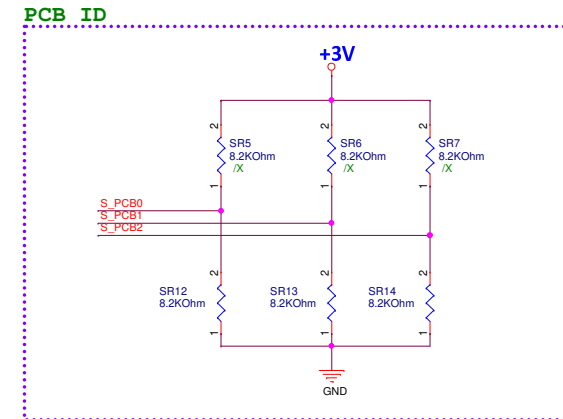 PCB ID
+3V
2
2
2
SR5
8.2KOhm
/X
SR6
8.2KOhm
/X
SR7
8.2KOhm
/X
1
1
1
S_PCB0
S_PCB1
S_PCB2
2
2
2
SR12
8.2KOhm
SR13
8.2KOhm
SR14
8.2KOhm
1
1
1
GND